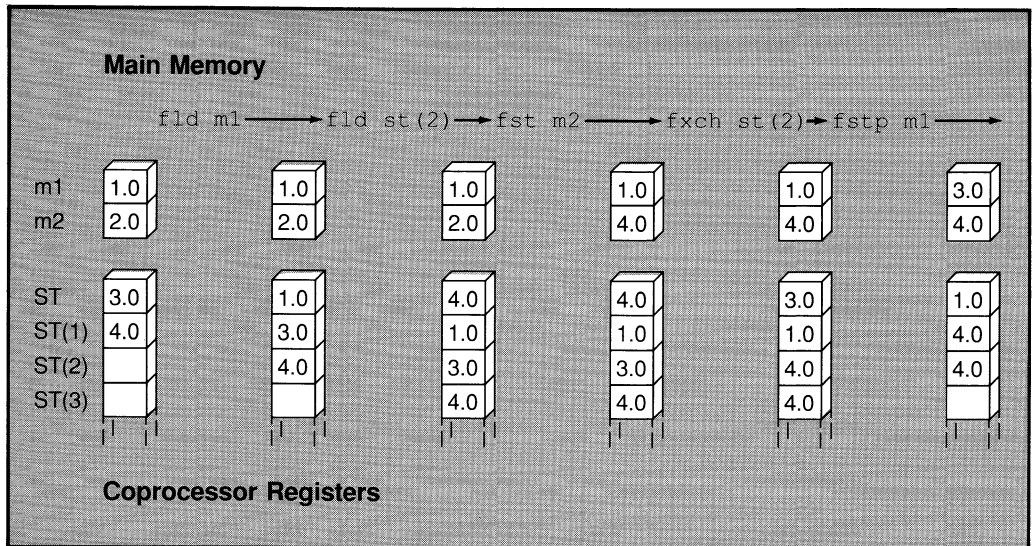 Main Memory
fld m1 fld st(2) fst m2 fxch st(2) fstp m1
m1 1.0 1.0 1.0 1.0 1.0 3.0
m2 2.0 2.0 2.0 4.0 4.0 4.0
ST 3.0 1.0 4.0 4.0 3.0 1.0
ST(1) 4.0 3.0 1.0 1.0 1.0 4.0
ST(2) 4.0 3.0 3.0 4.0 4.0
ST(3) 4.0 4.0 4.0
Coprocessor Registers